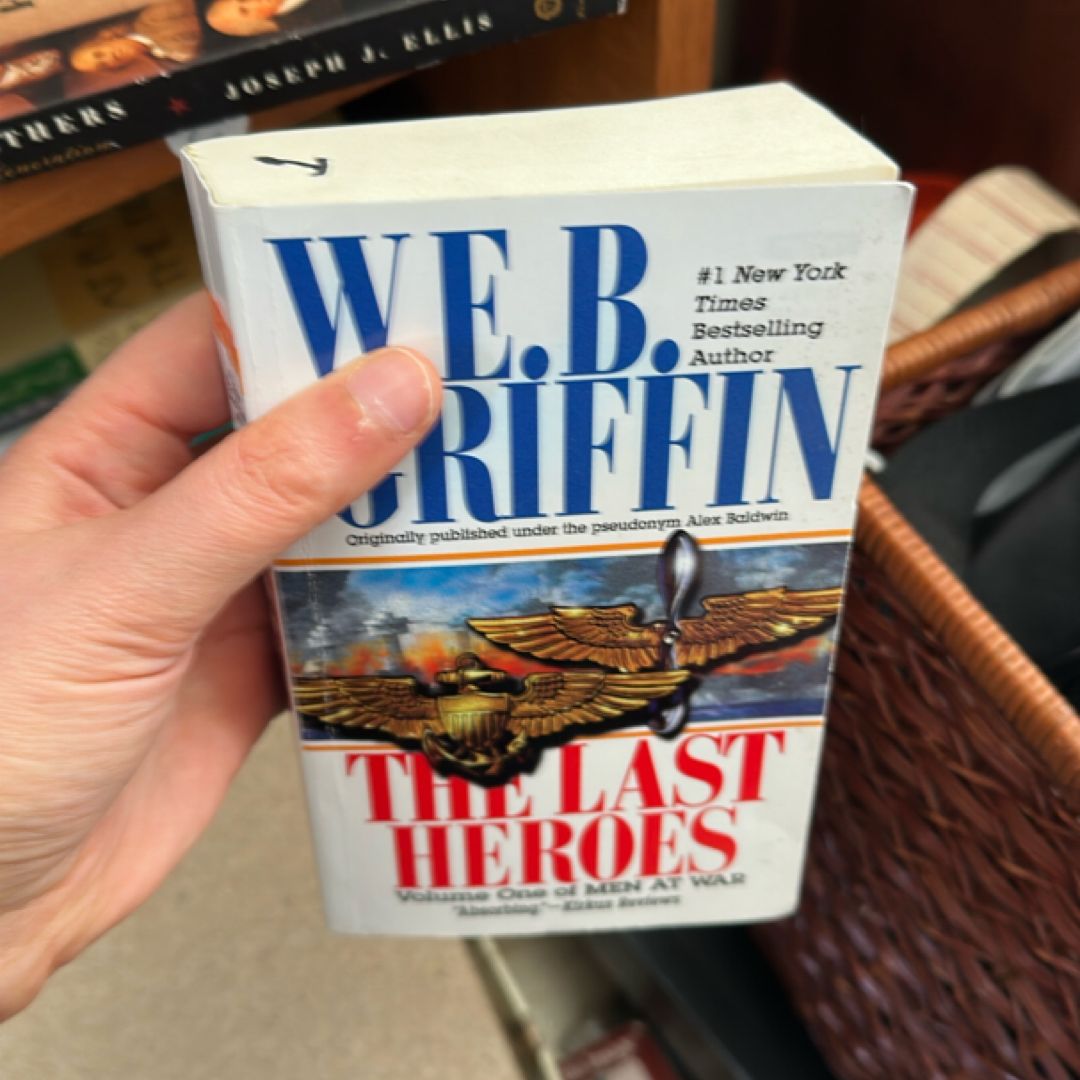 THERS ★ JOSEPH J. ELLIS
W.E.B.
GRIFFIN
#1 New York
Times
Bestselling
Author
Originally published under the pseudonym Alex Baldwin
THE LAST
HEROES
Volume One of MEN AT WAR
"Absorbing."—Kirkus Reviews